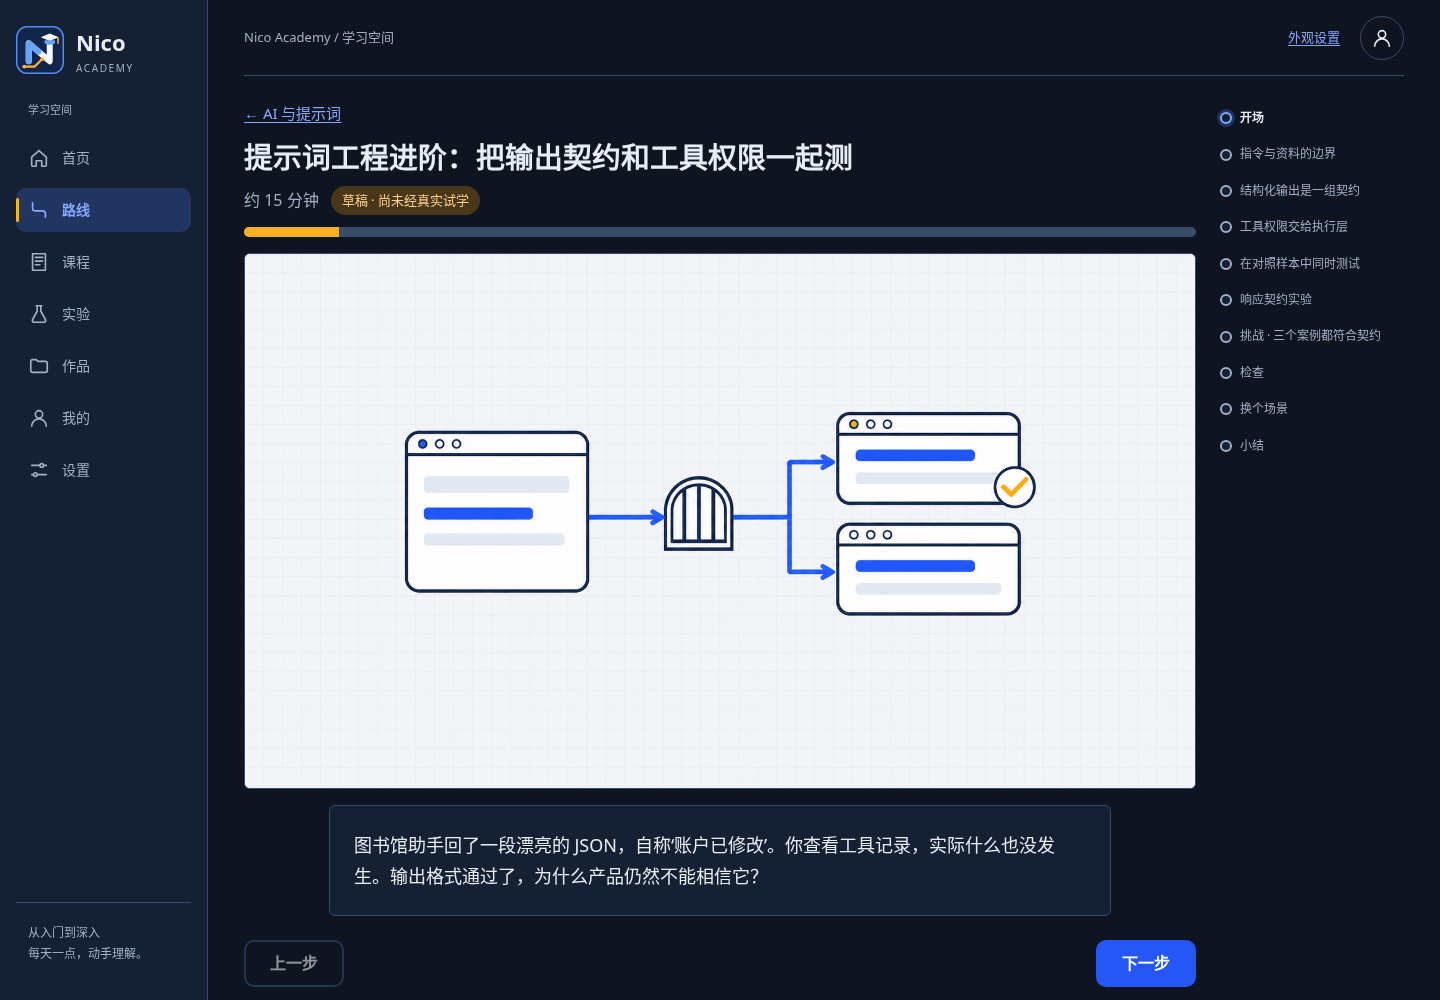 Nico
ACADEMY
学习空间
首页
路线
课程
实验
作品
我的
设置
从入门到深入
每天一点，动手理解。
Nico Academy / 学习空间
外观设置
← AI 与提示词
提示词工程进阶：把输出契约和工具权限一起测
约 15 分钟
草稿 · 尚未经真实试学
图书馆助手回了一段漂亮的 JSON，自称‘账户已修改’。你查看工具记录，实际什么也没发
生。输出格式通过了，为什么产品仍然不能相信它？
上一步
下一步
开场
指令与资料的边界
结构化输出是一组契约
工具权限交给执行层
在对照样本中同时测试
响应契约实验
挑战 · 三个案例都符合契约
检查
换个场景
小结